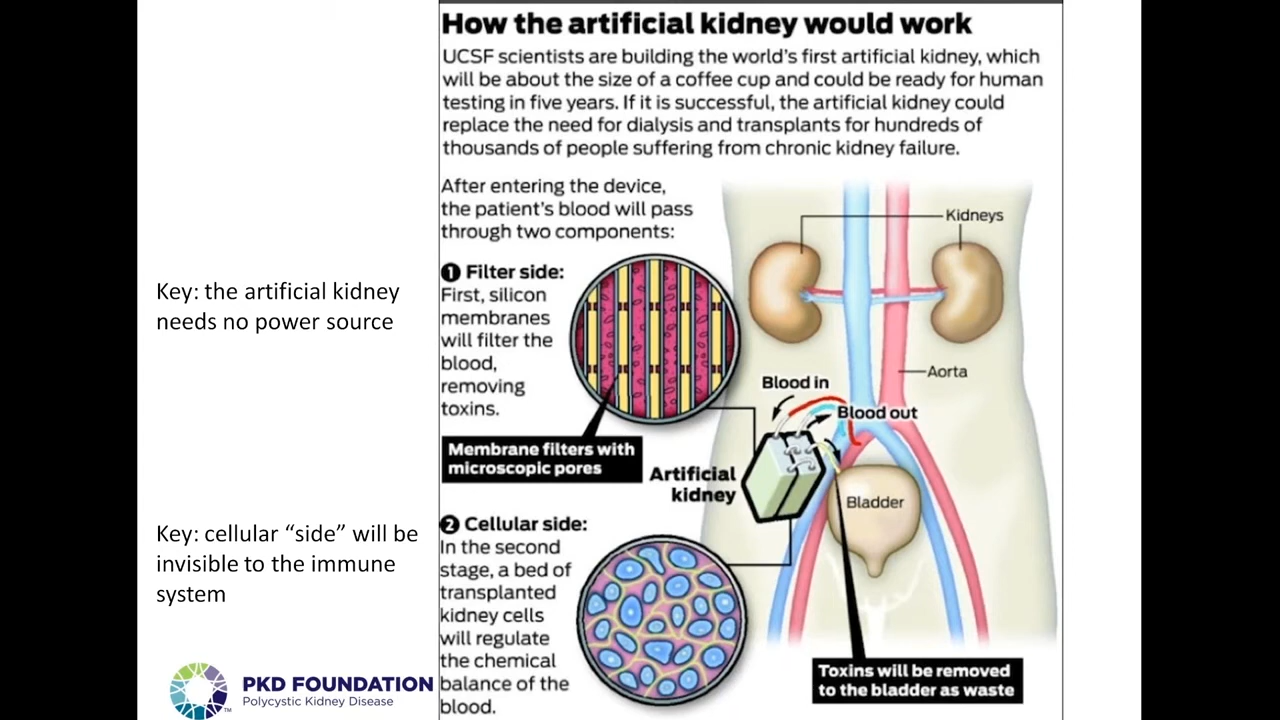 How the artificial kidney would work
UCSF scientists are building the world's first artificial kidney, which
will be about the size of a coffee cup and could be ready for human
testing in five years. If it is successful, the artificial kidney could
replace the need for dialysis and transplants for hundreds of
thousands of people suffering from chronic kidney failure.
After entering the device,
the patient's blood will pass
through two components:
1 Filter side:
First, silicon
membranes
will filter the
blood,
removing
toxins.
Membrane filters with
microscopic pores
Kidneys
Aorta
Blood in
Blood out
Artificial
kidney
Bladder
2 Cellular side:
In the second
stage, a bed of
transplanted
kidney cells
will regulate
the chemical
balance of the
blood.
Toxins will be removed
to the bladder as waste
Key: the artificial kidney
needs no power source
Key: cellular “side” will be
invisible to the immune
system
PKD FOUNDATION
Polycystic Kidney Disease
TM